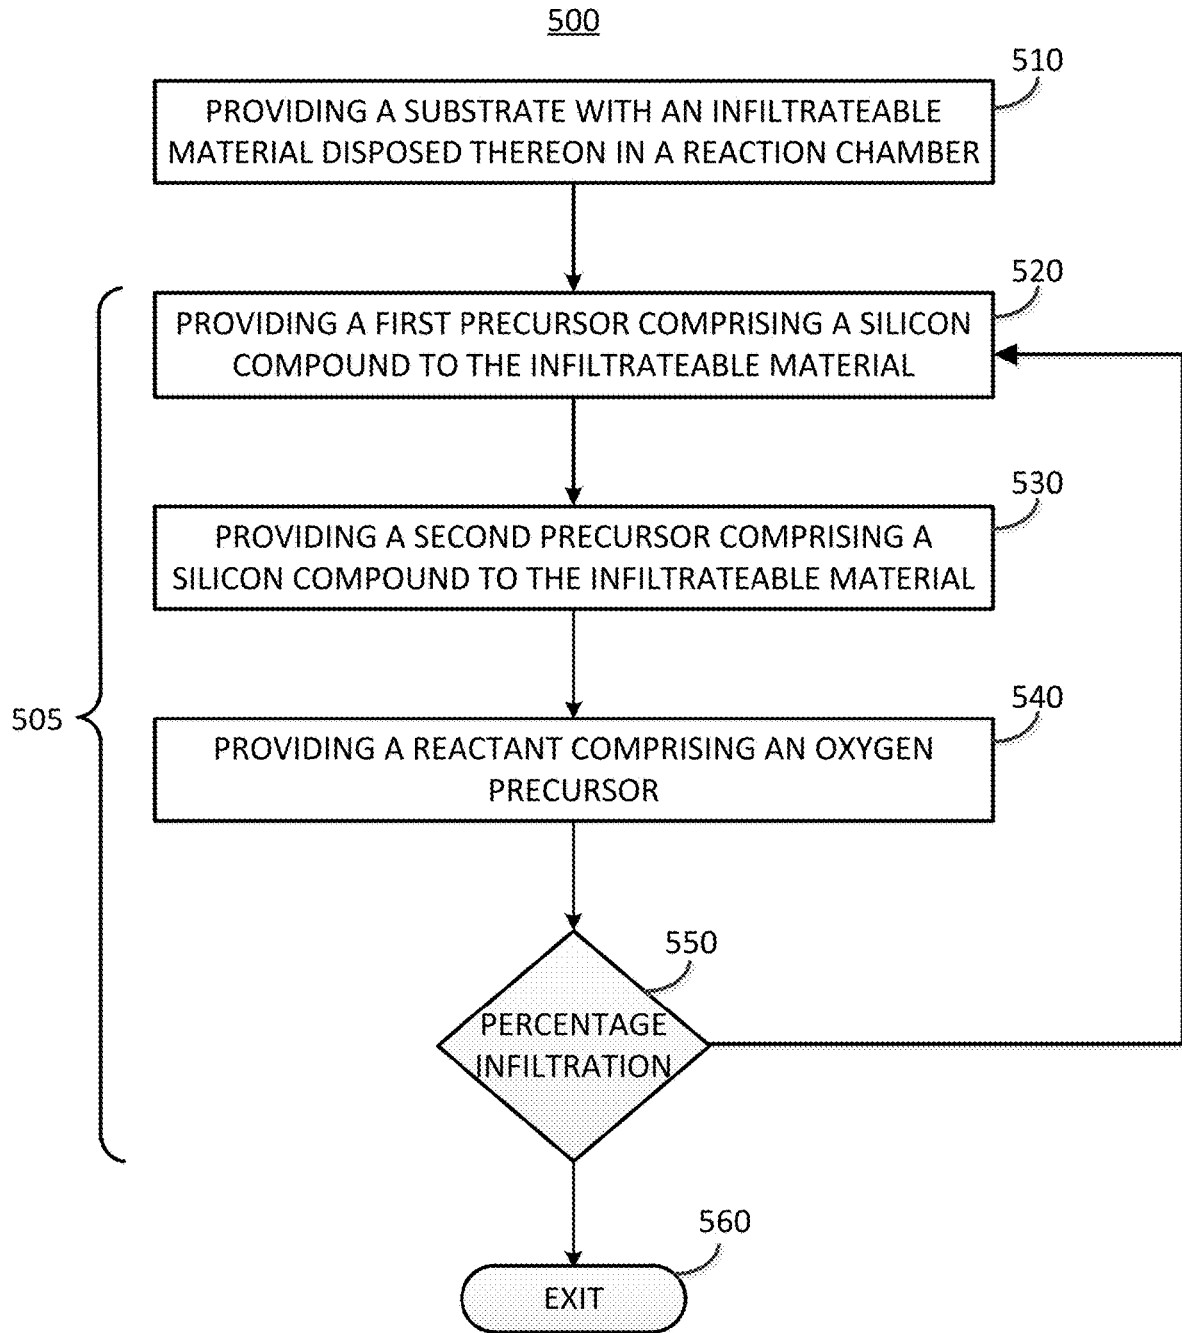 500
510
PROVIDING A SUBSTRATE WITH AN INFILTRATEABLE
MATERIAL DISPOSED THEREON IN A REACTION CHAMBER
520
PROVIDING A FIRST PRECURSOR COMPRISING A SILICON
COMPOUND TO THE INFILTRATEABLE MATERIAL
530
PROVIDING A SECOND PRECURSOR COMPRISING A
SILICON COMPOUND TO THE INFILTRATEABLE MATERIAL
505
540
PROVIDING A REACTANT COMPRISING AN OXYGEN
PRECURSOR
550
PERCENTAGE
INFILTRATION
560
EXIT